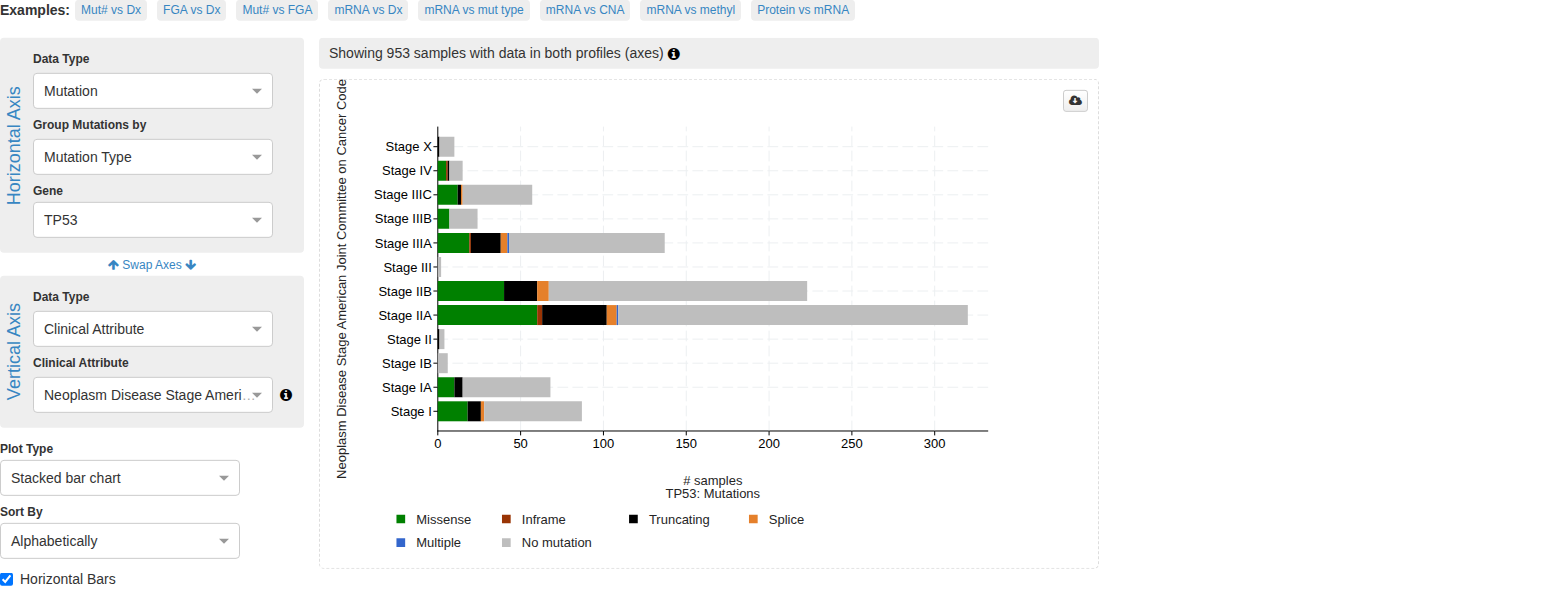 Examples: Mut# vs Dx FGA vs Dx Mut# vs FGA mRNA vs Dx mRNA vs mut type mRNA vs CNA mRNA vs methyl Protein vs mRNA
Horizontal Axis
Data Type
Mutation
Group Mutations by
Mutation Type
Gene
TP53
Swap Axes
Vertical Axis
Data Type
Clinical Attribute
Clinical Attribute
Neoplasm Disease Stage Ameri...
Plot Type
Stacked bar chart
Sort By
Alphabetically
Horizontal Bars
Showing 953 samples with data in both profiles (axes)
Neoplasm Disease Stage American Joint Committee on Cancer Code
Stage X
Stage IV
Stage IIIC
Stage IIIB
Stage IIIA
Stage III
Stage IIB
Stage IIA
Stage II
Stage IB
Stage IA
Stage I
0 50 100 150 200 250 300
# samples
TP53: Mutations
Missense Inframe Truncating Splice
Multiple No mutation